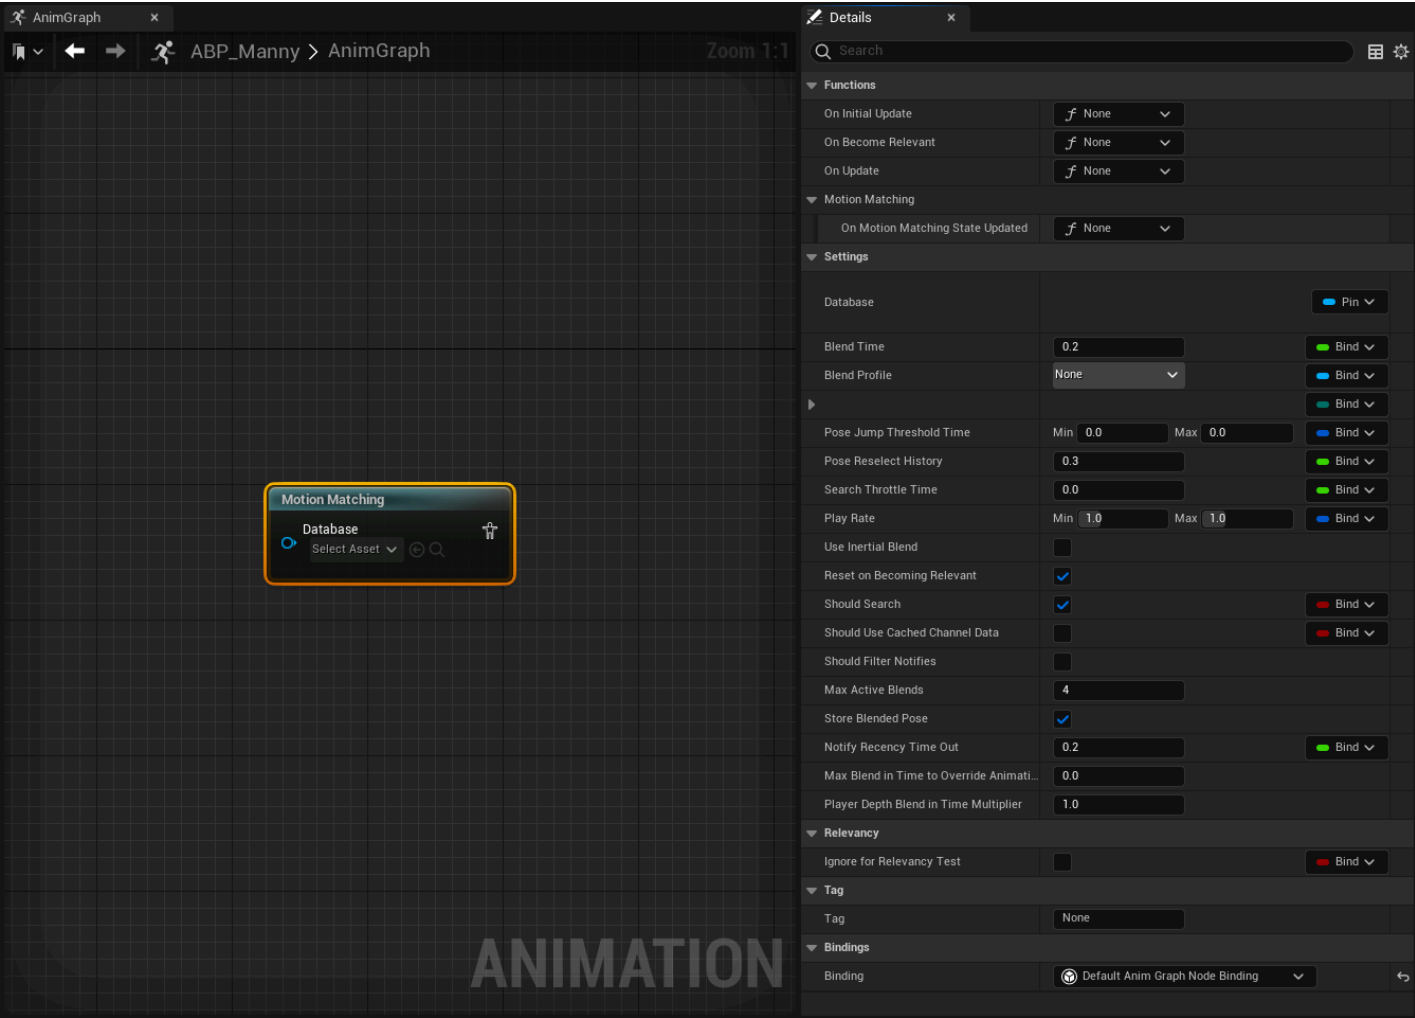 AnimGraph
ABP_Manny > AnimGraph
Zoom 1:1
Motion Matching
Database
Select Asset
ANIMATION
Details
Search
Functions
On Initial Update None
On Become Relevant None
On Update None
Motion Matching
On Motion Matching State Updated None
Settings
Database Pin
Blend Time 0.2 Bind
Blend Profile None Bind
Bind
Pose Jump Threshold Time Min 0.0 Max 0.0 Bind
Pose Reselect History 0.3 Bind
Search Throttle Time 0.0 Bind
Play Rate Min 1.0 Max 1.0 Bind
Use Inertial Blend
Reset on Becoming Relevant
Should Search Bind
Should Use Cached Channel Data Bind
Should Filter Notifies
Max Active Blends 4
Store Blended Pose
Notify Recency Time Out 0.2 Bind
Max Blend in Time to Override Animati... 0.0
Player Depth Blend in Time Multiplier 1.0
Relevancy
Ignore for Relevancy Test Bind
Tag
Tag None
Bindings
Binding Default Anim Graph Node Binding